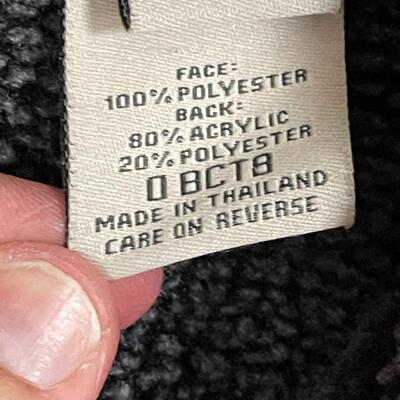 FACE:
100% POLYESTER
BACK:
80% ACRYLIC
20% POLYESTER
0 BCT8
MADE IN THAILAND
CARE ON REVERSE